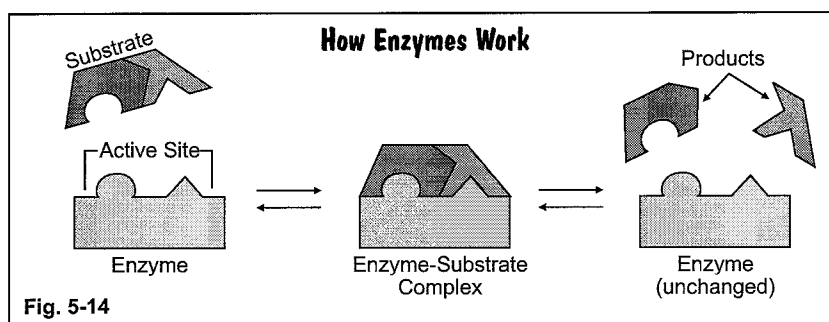 How Enzymes Work
Substrate
Products
Active Site
Enzyme
Enzyme-Substrate
Complex
Enzyme
(unchanged)
Fig. 5-14